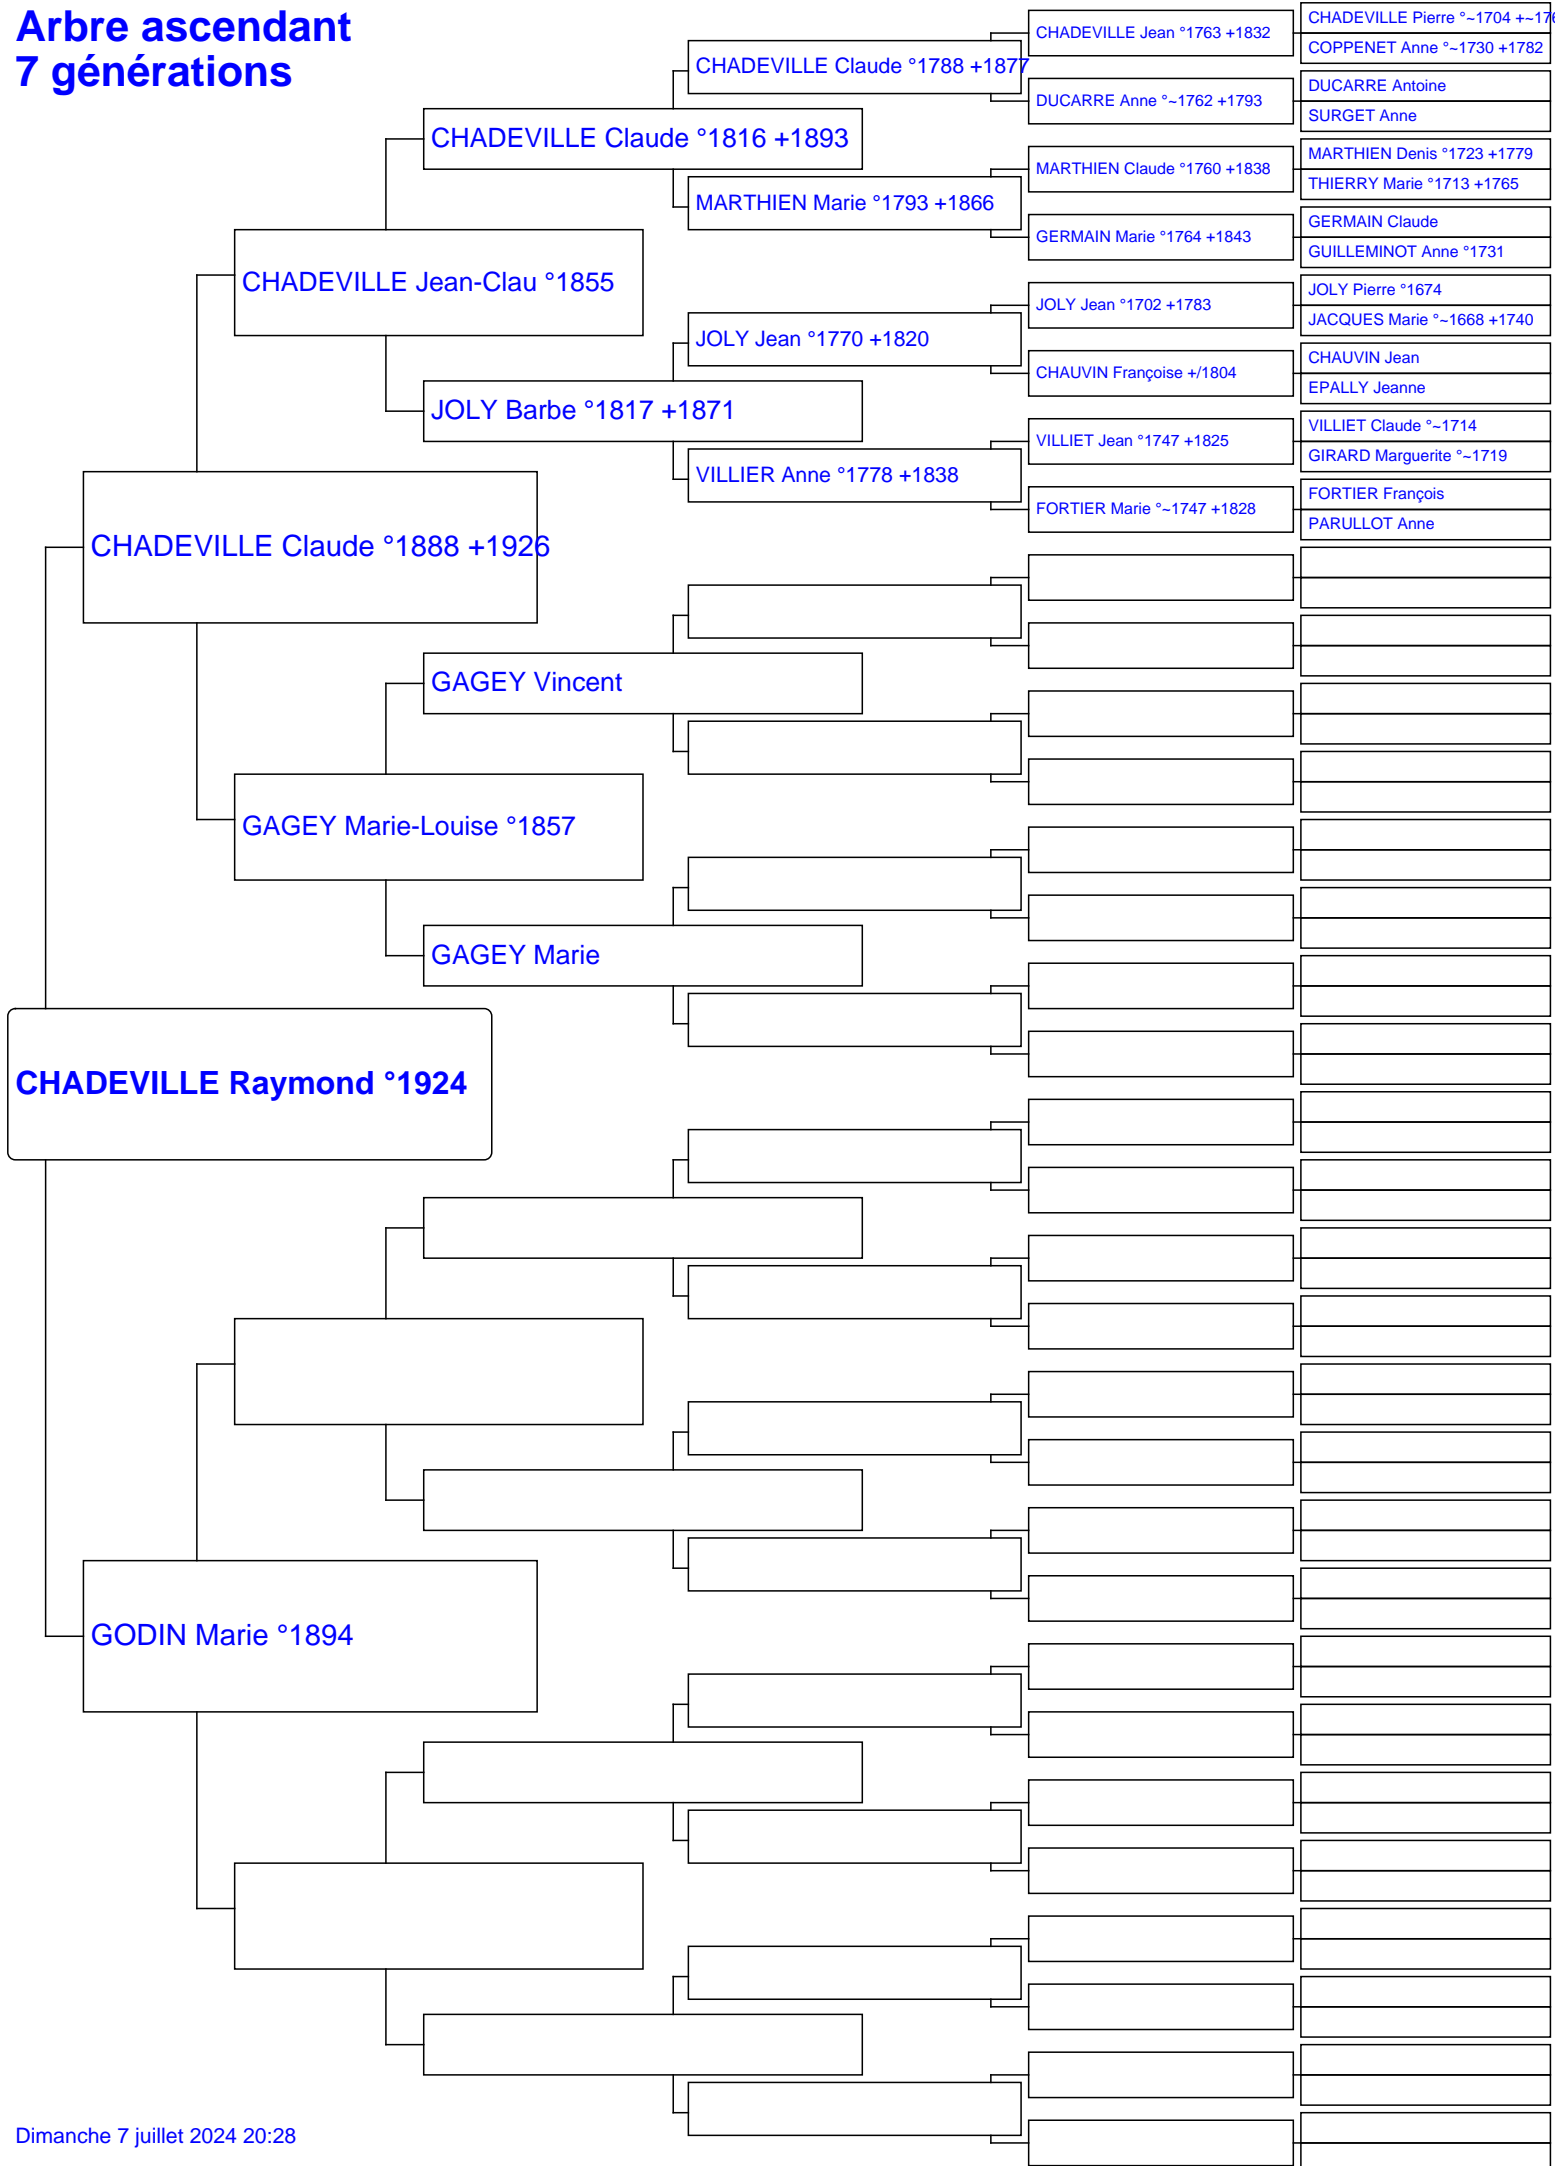 Arbre ascendant
7 générations
CHADEVILLE Raymond °1924
CHADEVILLE Claude °1888 +1926
GODIN Marie °1894
CHADEVILLE Jean-Clau °1855
GAGEY Marie-Louise °1857
CHADEVILLE Claude °1816 +1893
JOLY Barbe °1817 +1871
GAGEY Vincent
GAGEY Marie
CHADEVILLE Claude °1788 +1877
MARTHIEN Marie °1793 +1866
JOLY Jean °1770 +1820
VILLIER Anne °1778 +1838
CHADEVILLE Jean °1763 +1832
DUCARRE Anne °~1762 +1793
MARTHIEN Claude °1760 +1838
GERMAIN Marie °1764 +1843
JOLY Jean °1702 +1783
CHAUVIN Françoise +/1804
VILLIET Jean °1747 +1825
FORTIER Marie °~1747 +1828
CHADEVILLE Pierre °~1704
COPPENET Anne °~1730 +1782
DUCARRE Antoine
SURGET Anne
MARTHIEN Denis °1723 +1779
THIERRY Marie °1713 +1765
GERMAIN Claude
GUILLEMINOT Anne °1731
JOLY Pierre °1674
JACQUES Marie °~1668 +1740
CHAUVIN Jean
EPALLY Jeanne
VILLIET Claude °~1714
GIRARD Marguerite °~1719
FORTIER François
PARULLOT Anne
Dimanche 7 juillet 2024 20:28